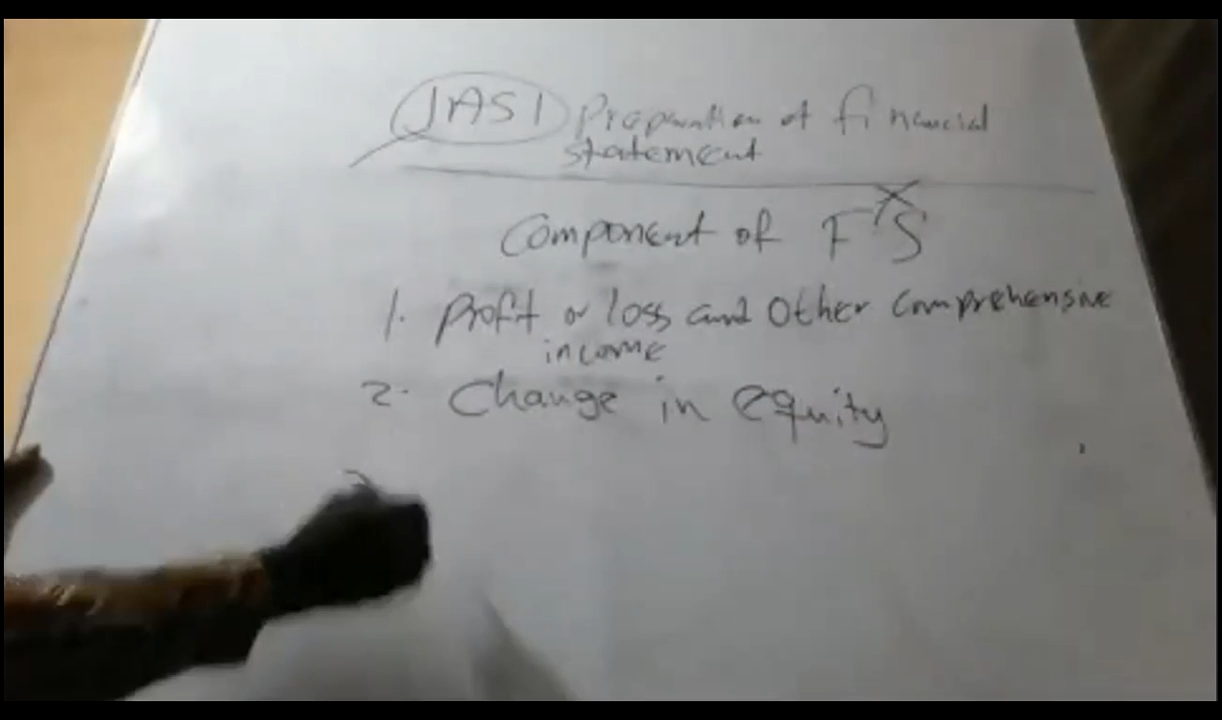 IAS 1 Preparation of financial
statement
Component of F/S
1. profit or loss and Other comprehensive
income
2. Change in equity